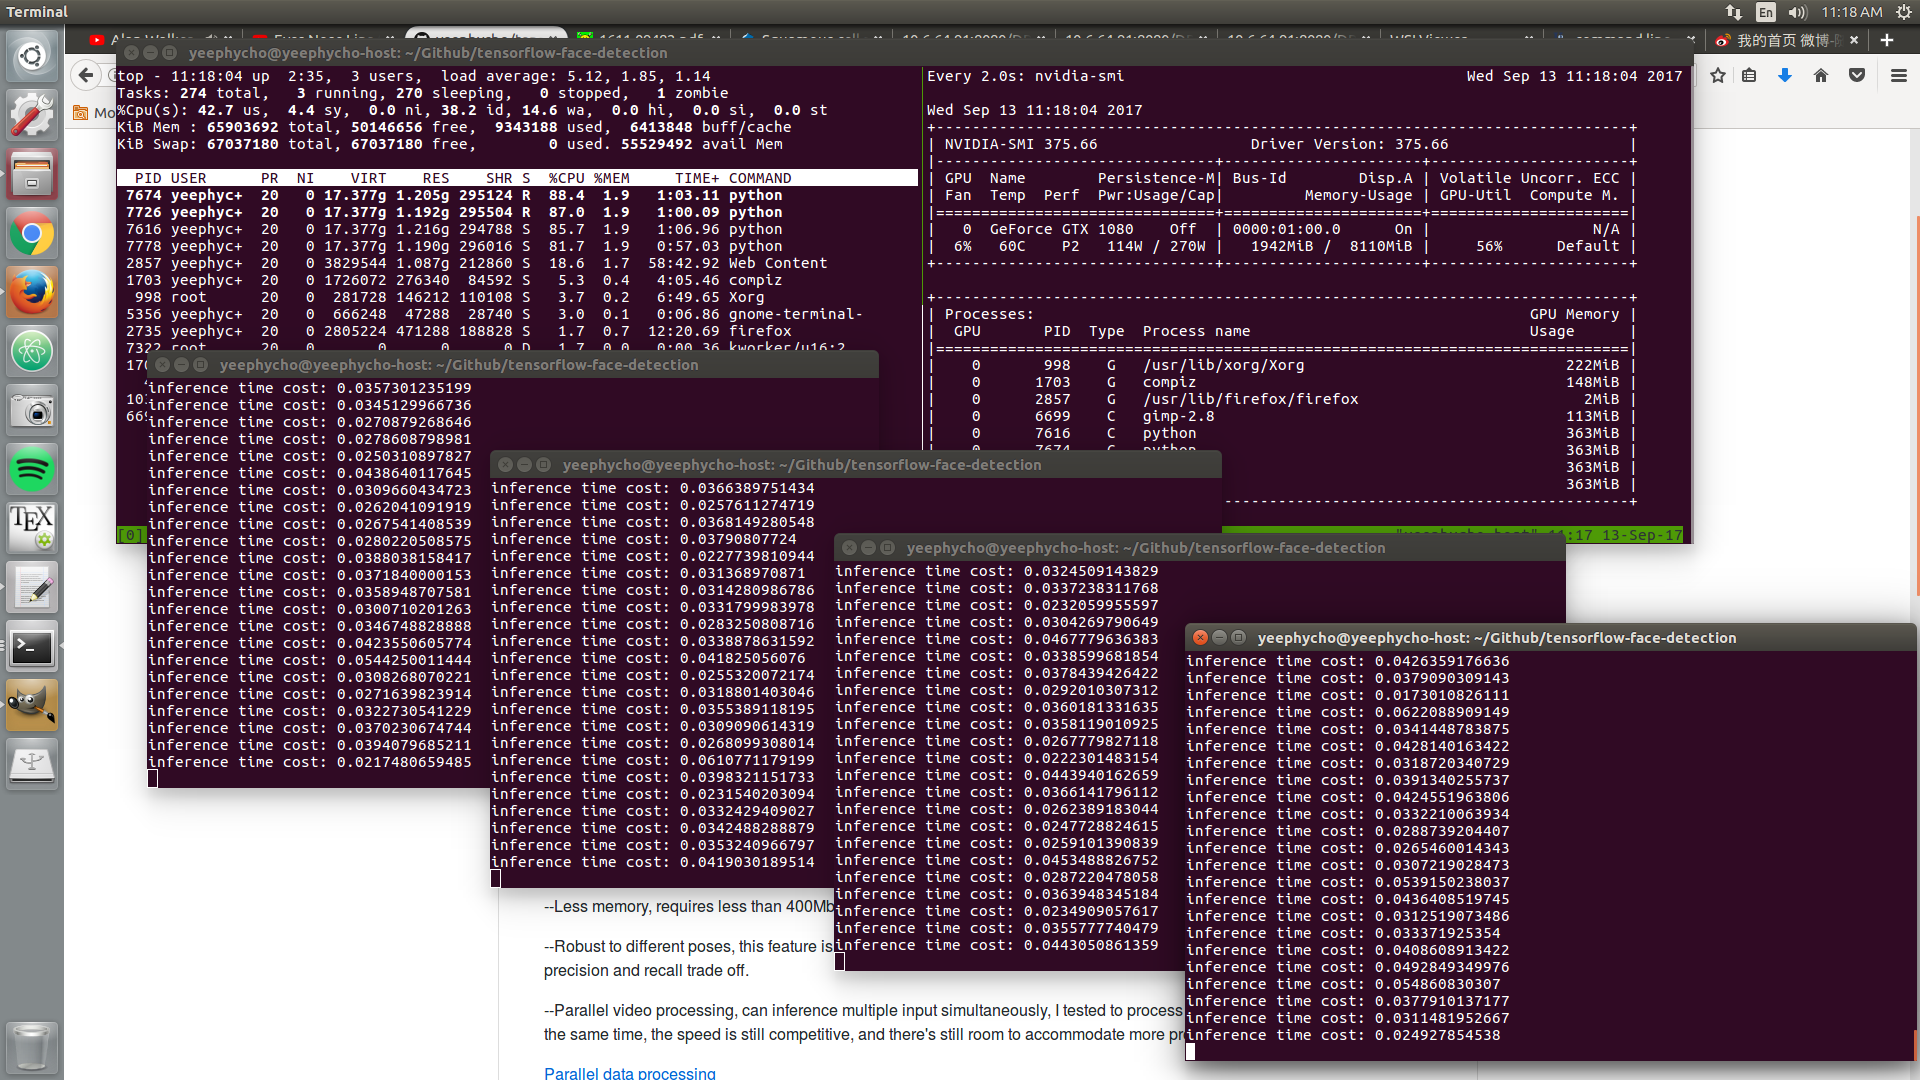 Terminal
En
11:18 AM
我的首页 微博-
yeephycho@yeephycho-host: ~/Github/tensorflow-face-detection
top - 11:18:04 up  2:35,  3 users,  load average: 5.12, 1.85, 1.14
Tasks: 274 total,   3 running, 270 sleeping,   0 stopped,   1 zombie
%Cpu(s): 42.7 us,  4.4 sy,  0.0 ni, 38.2 id, 14.6 wa,  0.0 hi,  0.0 si,  0.0 st
KiB Mem : 65903692 total, 50146656 free,  9343188 used,  6413848 buff/cache
KiB Swap: 67037180 total, 67037180 free,        0 used. 55529492 avail Mem
PID USER      PR  NI    VIRT    RES    SHR S  %CPU %MEM     TIME+ COMMAND
7674 yeephyc+  20   0 17.377g 1.205g 295124 R  88.4  1.9   1:03.11 python
7726 yeephyc+  20   0 17.377g 1.192g 295504 R  87.0  1.9   1:00.09 python
7616 yeephyc+  20   0 17.377g 1.216g 294788 S  85.7  1.9   1:06.96 python
7778 yeephyc+  20   0 17.377g 1.190g 296016 S  81.7  1.9   0:57.03 python
2857 yeephyc+  20   0 3829544 1.087g 212860 S  18.6  1.7  58:42.92 Web Content
1703 yeephyc+  20   0 1726072 276340  84592 S   5.3  0.4   4:05.46 compiz
998 root      20   0  281728 146212 110108 S   3.7  0.2   6:49.65 Xorg
5356 yeephyc+  20   0  666248  47288  28740 S   3.0  0.1   0:06.86 gnome-terminal-
2735 yeephyc+  20   0 2805224 471288 188828 S   1.7  0.7  12:20.69 firefox
7322 root      20   0       0      0      0 D   1.7  0.0   0:00.36 kworker/u16:2
Every 2.0s: nvidia-smi
Wed Sep 13 11:18:04 2017
Wed Sep 13 11:18:04 2017
NVIDIA-SMI 375.66                 Driver Version: 375.66
GPU  Name        Persistence-M| Bus-Id        Disp.A | Volatile Uncorr. ECC
Fan  Temp  Perf  Pwr:Usage/Cap|         Memory-Usage | GPU-Util  Compute M.
0  GeForce GTX 1080    Off  | 0000:01:00.0      On |                  N/A
6%   60C    P2   114W / 270W |   1942MiB /  8110MiB |     56%      Default
Processes:                                                       GPU Memory
GPU       PID  Type  Process name                               Usage
0       998    G   /usr/lib/xorg/Xorg                             222MiB
0      1703    G   compiz                                         148MiB
0      2857    G   /usr/lib/firefox/firefox                         2MiB
0      6699    C   gimp-2.8                                       113MiB
0      7616    C   python                                         363MiB
0      7674    C   python                                         363MiB
363MiB
363MiB
[0]
"yeephycho-host" 11:17 13-Sep-17
yeephycho@yeephycho-host: ~/Github/tensorflow-face-detection
inference time cost: 0.0357301235199
inference time cost: 0.0345129966736
inference time cost: 0.0270879268646
inference time cost: 0.0278608798981
inference time cost: 0.0250310897827
inference time cost: 0.0438640117645
inference time cost: 0.0309660434723
inference time cost: 0.0262041091919
inference time cost: 0.0267541408539
inference time cost: 0.0280220508575
inference time cost: 0.0388038158417
inference time cost: 0.0371840000153
inference time cost: 0.0358948707581
inference time cost: 0.0300710201263
inference time cost: 0.0346748828888
inference time cost: 0.0423550605774
inference time cost: 0.0544250011444
inference time cost: 0.0308268070221
inference time cost: 0.0271639823914
inference time cost: 0.0322730541229
inference time cost: 0.0370230674744
inference time cost: 0.0394079685211
inference time cost: 0.0217480659485
yeephycho@yeephycho-host: ~/Github/tensorflow-face-detection
inference time cost: 0.0366389751434
inference time cost: 0.0257611274719
inference time cost: 0.0368149280548
inference time cost: 0.03790807724
inference time cost: 0.0227739810944
inference time cost: 0.031368970871
inference time cost: 0.0314280986786
inference time cost: 0.0331799983978
inference time cost: 0.0283250808716
inference time cost: 0.0338878631592
inference time cost: 0.041825056076
inference time cost: 0.0255320072174
inference time cost: 0.0318801403046
inference time cost: 0.0355389118195
inference time cost: 0.0309090614319
inference time cost: 0.0268099308014
inference time cost: 0.0610771179199
inference time cost: 0.0398321151733
inference time cost: 0.0231540203094
inference time cost: 0.0332429409027
inference time cost: 0.0342488288879
inference time cost: 0.0353240966797
inference time cost: 0.0419030189514
yeephycho@yeephycho-host: ~/Github/tensorflow-face-detection
inference time cost: 0.0324509143829
inference time cost: 0.0337238311768
inference time cost: 0.0232059955597
inference time cost: 0.0304269790649
inference time cost: 0.0467779636383
inference time cost: 0.0338599681854
inference time cost: 0.0378439426422
inference time cost: 0.0292010307312
inference time cost: 0.0360181331635
inference time cost: 0.0358119010925
inference time cost: 0.0267779827118
inference time cost: 0.0222301483154
inference time cost: 0.0443940162659
inference time cost: 0.0366141796112
inference time cost: 0.0262389183044
inference time cost: 0.0247728824615
inference time cost: 0.0259101390839
inference time cost: 0.0453488826752
inference time cost: 0.0287220478058
inference time cost: 0.0363948345184
inference time cost: 0.0234909057617
inference time cost: 0.0355777740479
inference time cost: 0.0443050861359
yeephycho@yeephycho-host: ~/Github/tensorflow-face-detection
inference time cost: 0.0426359176636
inference time cost: 0.0379090309143
inference time cost: 0.0173010826111
inference time cost: 0.0622088909149
inference time cost: 0.0341448783875
inference time cost: 0.0428140163422
inference time cost: 0.0318720340729
inference time cost: 0.0391340255737
inference time cost: 0.0424551963806
inference time cost: 0.0332210063934
inference time cost: 0.0288739204407
inference time cost: 0.0265460014343
inference time cost: 0.0307219028473
inference time cost: 0.0539150238037
inference time cost: 0.0436408519745
inference time cost: 0.0312519073486
inference time cost: 0.033371925354
inference time cost: 0.0408608913422
inference time cost: 0.0492849349976
inference time cost: 0.054860830307
inference time cost: 0.0377910137177
inference time cost: 0.0311481952667
inference time cost: 0.024927854538
--Less memory, requires less than 400Mb
--Robust to different poses, this feature is
precision and recall trade off.
--Parallel video processing, can inference multiple input simultaneously, I tested to process
the same time, the speed is still competitive, and there's still room to accommodate more pr
Parallel data processing